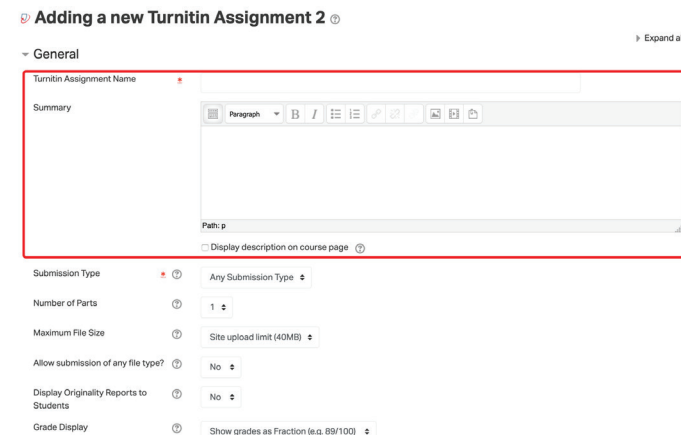 Adding a new Turnitin Assignment 2
Expand a
General
Turnitin Assignment Name
Summary
Paragraph
B I
Path: p
Display description on course page
Submission Type
Any Submission Type
Number of Parts
1
Maximum File Size
Site upload limit (40MB)
Allow submission of any file type?
No
Display Originality Reports to
Students
No
Grade Display
Show grades as Fraction (e.g. 89/100)